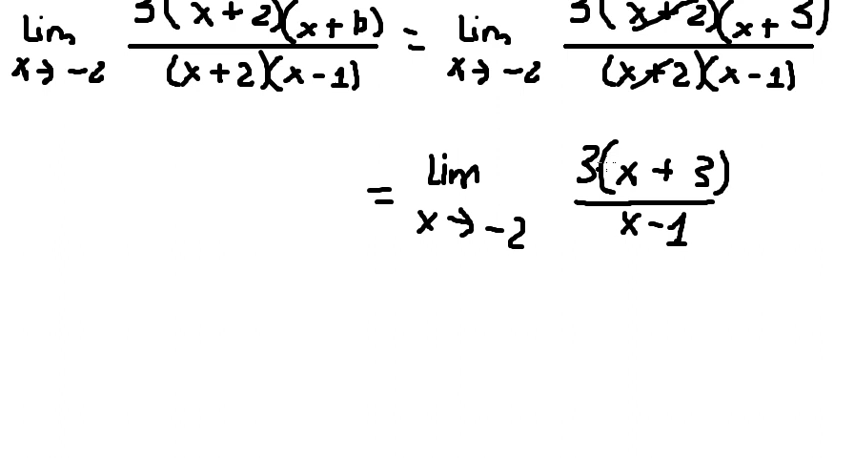 lim x→-2 3(x+2)(x+b) / (x+2)(x-1) = lim x→-2 3(x+2)(x+3) / (x+2)(x-1)
= lim x→-2 3(x+3) / x-1